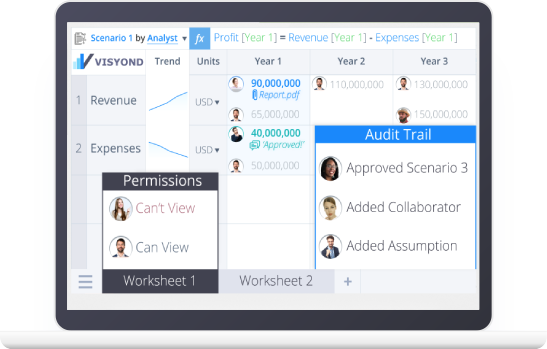 Scenario 1 by Analyst ▾ fx Profit [Year 1] = Revenue [Year 1] - Expenses [Year 1]
VISYOND Trend Units Year 1 Year 2 Year 3
1 Revenue USD ▾ 90,000,000 110,000,000 130,000,000
Report.pdf
65,000,000 150,000,000
2 Expenses USD ▾ 40,000,000
'Approved!'
50,000,000
Audit Trail
Approved Scenario 3
Added Collaborator
Added Assumption
Permissions
Can't View
Can View
Worksheet 1 Worksheet 2 +